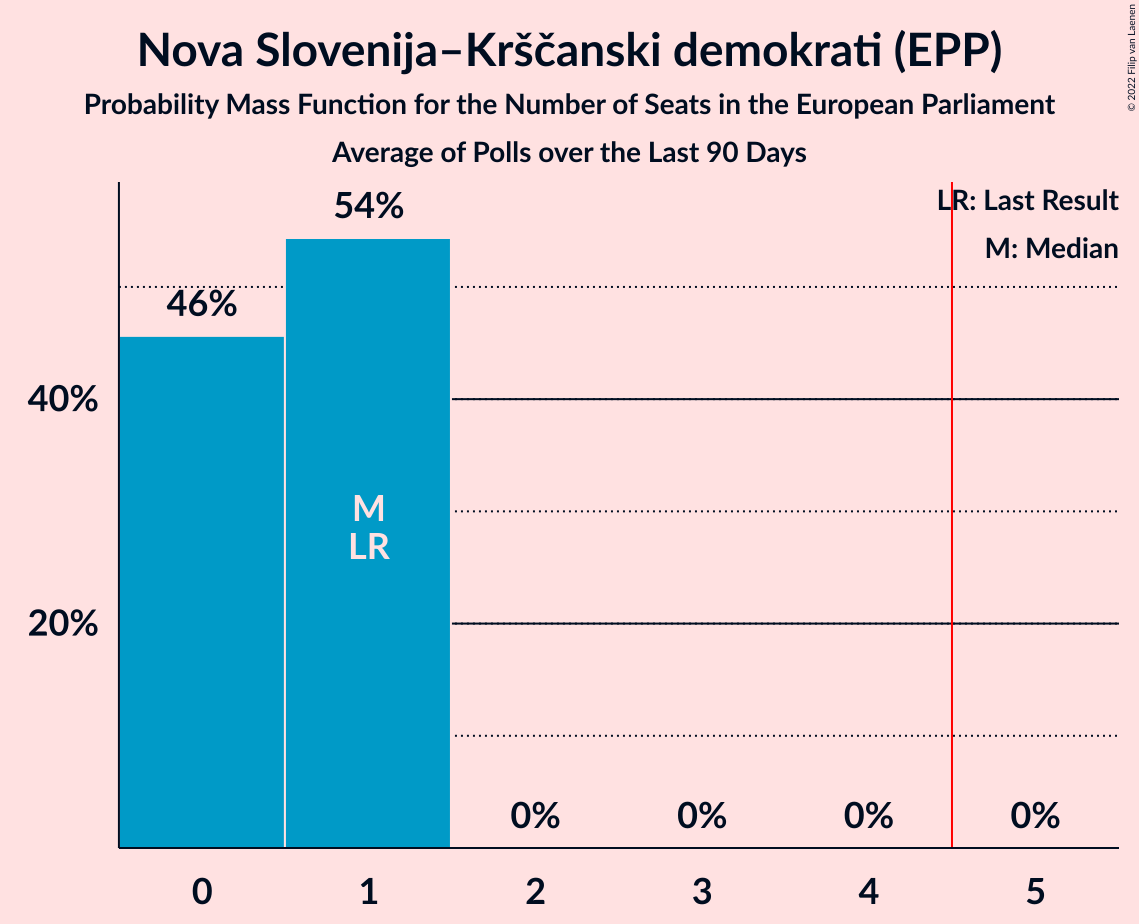 Nova Slovenija–Krščanski demokrati (EPP)
Probability Mass Function for the Number of Seats in the European Parliament
Average of Polls over the Last 90 Days
© 2022 Filip van Laenen
LR: Last Result
M: Median
54%
46%
40%
20%
M
LR
0%
0%
0%
0%
0
1
2
3
4
5